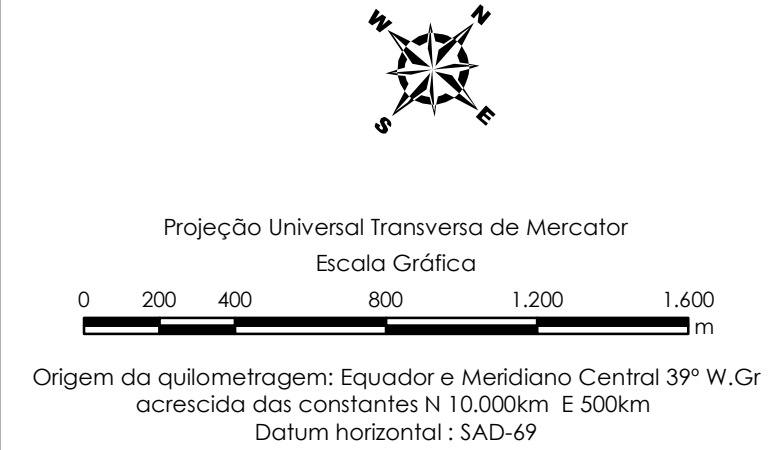 W N
S E
Projeção Universal Transversa de Mercator
Escala Gráfica
0 200 400 800 1.200 1.600
m
Origem da quilometragem: Equador e Meridiano Central 39º W.Gr
acrescida das constantes N 10.000km E 500km
Datum horizontal : SAD-69